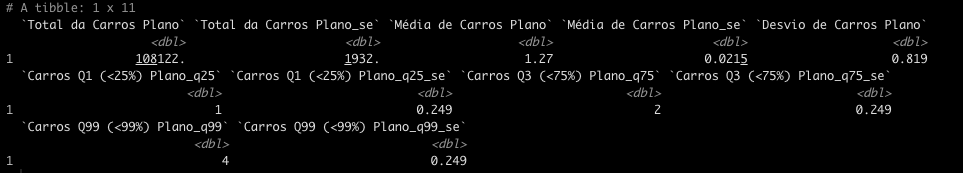 # A tibble: 1 x 11
`Total da Carros Plano` `Total da Carros Plano_se` `Média de Carros Plano` `Média de Carros Plano_se` `Desvio de Carros Plano`
<dbl> <dbl> <dbl> <dbl> <dbl>
1 108122. 1932. 1.27 0.0215 0.819
`Carros Q1 (<25%) Plano_q25` `Carros Q1 (<25%) Plano_q25_se` `Carros Q3 (<75%) Plano_q75` `Carros Q3 (<75%) Plano_q75_se`
<dbl> <dbl> <dbl> <dbl>
1 1 0.249 2 0.249
`Carros Q99 (<99%) Plano_q99` `Carros Q99 (<99%) Plano_q99_se`
<dbl> <dbl>
1 4 0.249